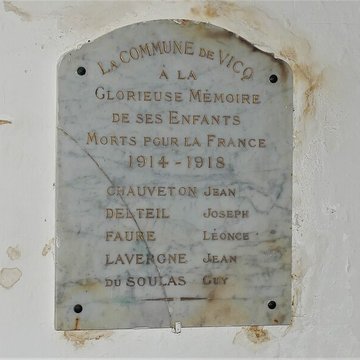 LA COMMUNE DE VICQ
À LA
GLORIEUSE MÉMOIRE
DE SES ENFANTS
MORTS POUR LA FRANCE
1914-1918
CHAUVETON JEAN
DELTEIL JOSEPH
FAURE LÉONCE
LAVERGNE JEAN
DU SOULAS GUY